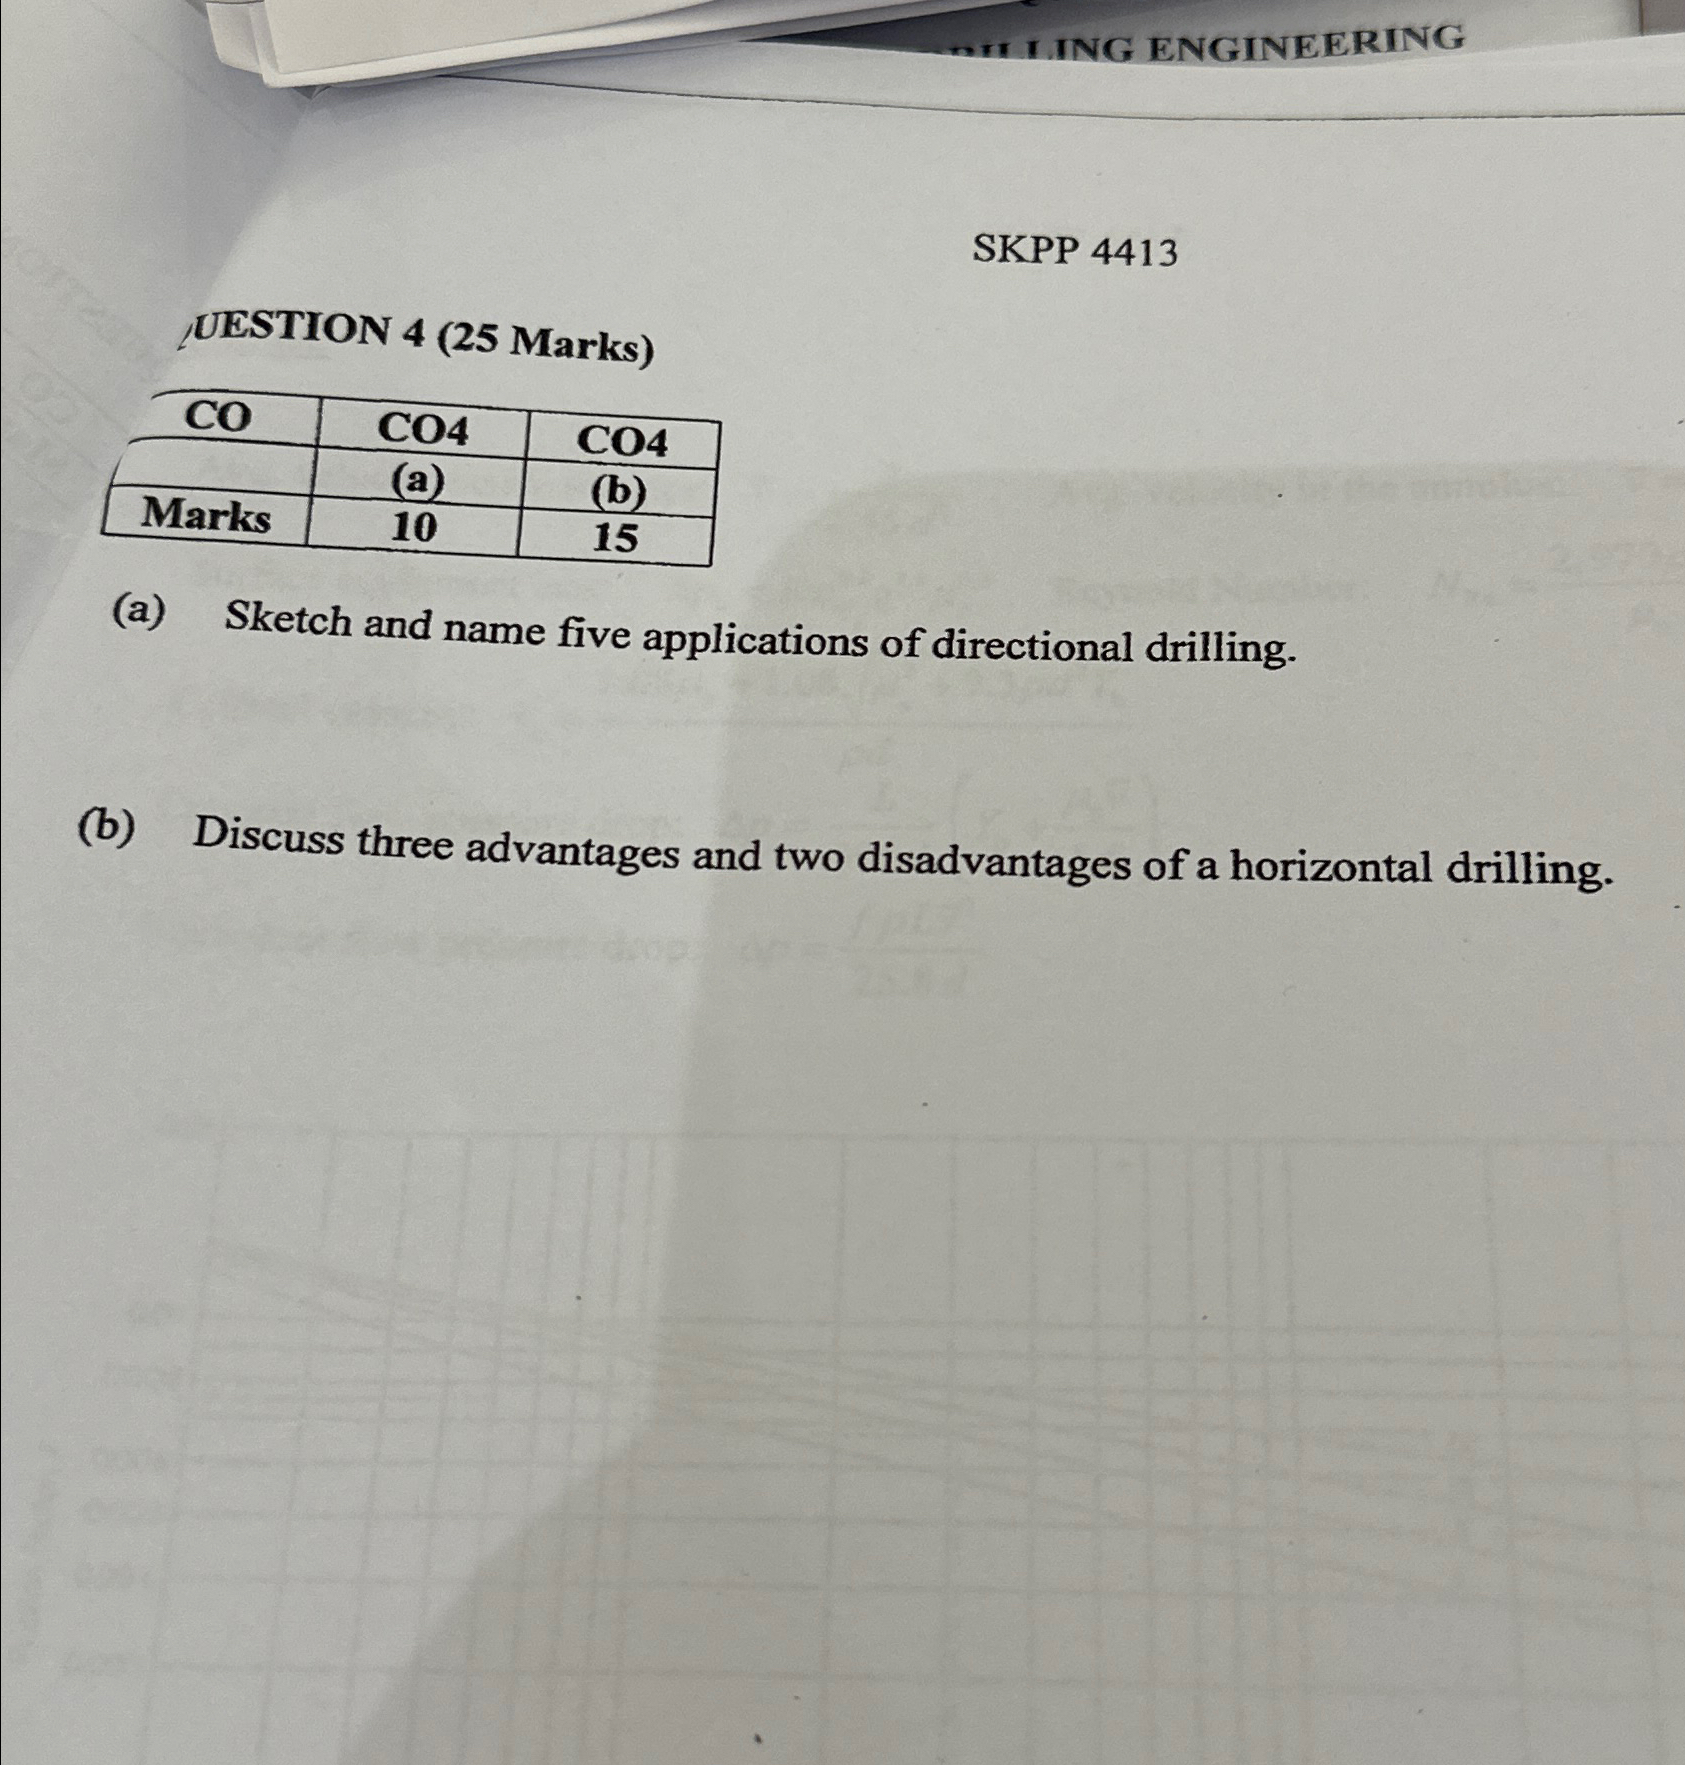 LING ENGINEERING
SKPP 4413
UESTION 4 (25 Marks)
CO CO4 CO4
(a) (b)
Marks 10 15
(a) Sketch and name five applications of directional drilling.
(b) Discuss three advantages and two disadvantages of a horizontal drilling.